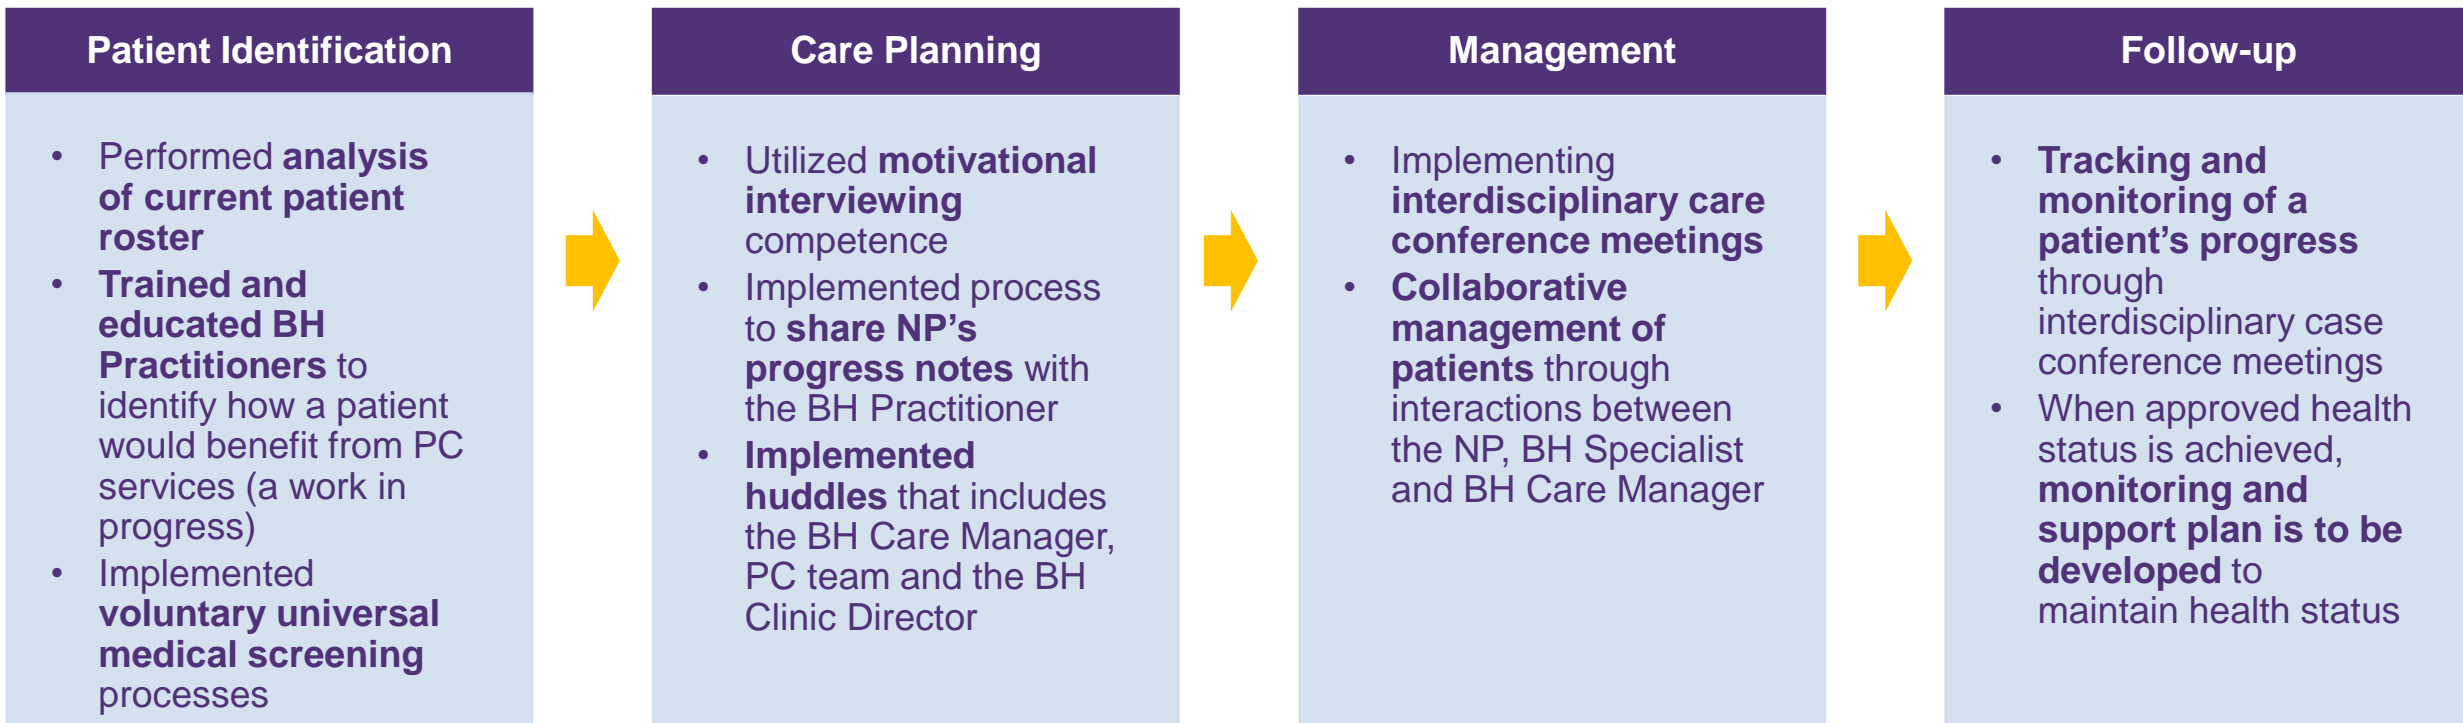 Patient Identification
• Performed analysis
of current patient
roster
• Trained and
educated BH
Practitioners to
identify how a patient
would benefit from PC
services (a work in
progress)
• Implemented
voluntary universal
medical screening
processes
Care Planning
• Utilized motivational
interviewing
competence
• Implemented process
to share NP’s
progress notes with
the BH Practitioner
• Implemented
huddles that includes
the BH Care Manager,
PC team and the BH
Clinic Director
Management
• Implementing
interdisciplinary care
conference meetings
• Collaborative
management of
patients through
interactions between
the NP, BH Specialist
and BH Care Manager
Follow-up
• Tracking and
monitoring of a
patient’s progress
through
interdisciplinary case
conference meetings
• When approved health
status is achieved,
monitoring and
support plan is to be
developed to
maintain health status